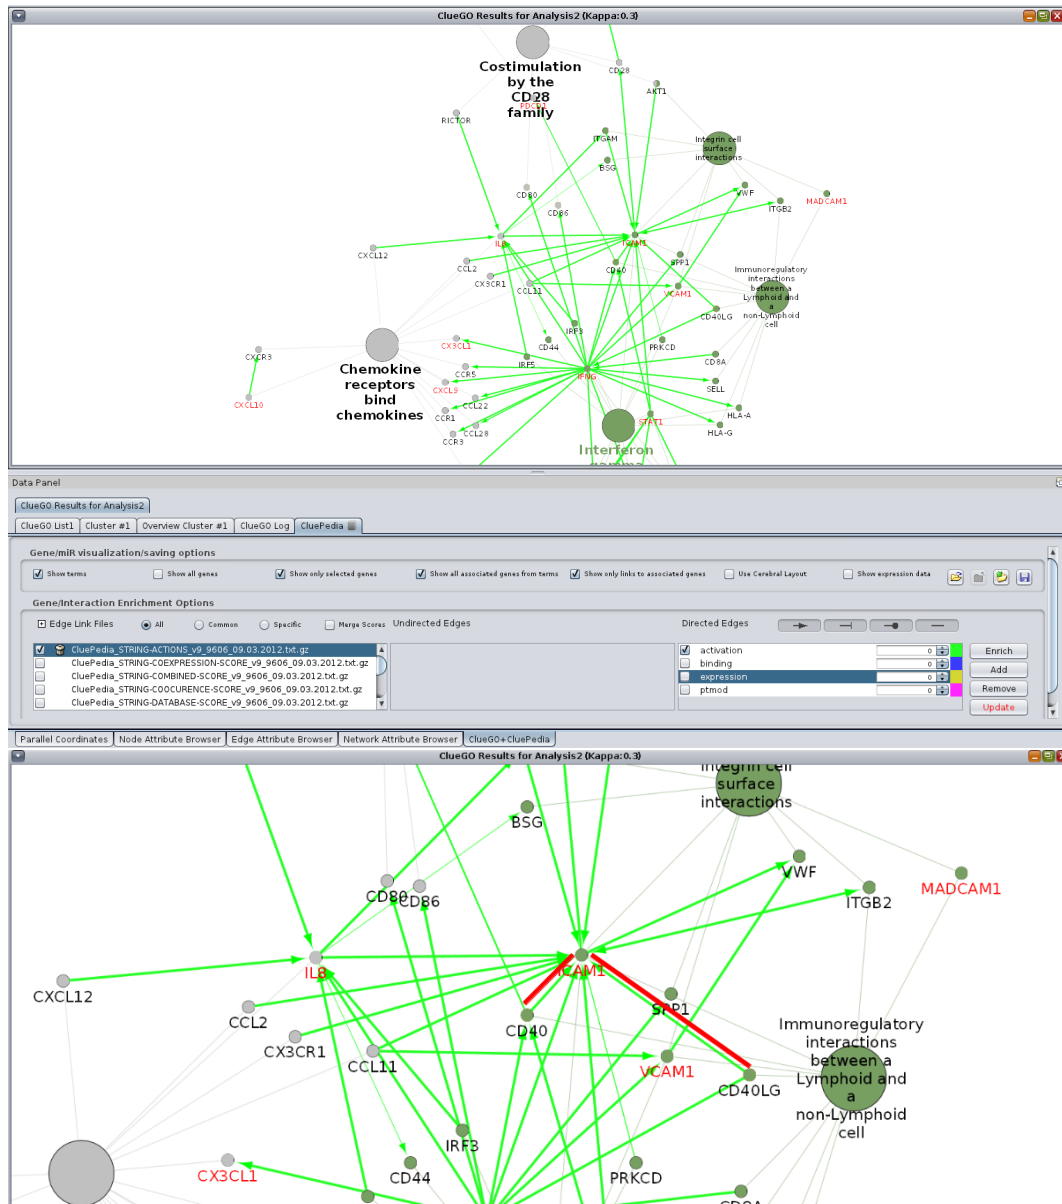 ClueGO Results for Analysis2 (Kappa:0.3)
Costimulation
by the
CD28
family
PDCD1
CD28
AKT1
RICTOR
ITGAM
BSG
Integrin cell
surface
interactions
CD80
CD86
VWF
ITGB2
MADCAM1
IL8
ICAM1
CXCL12
CCL2
CX3CR1
CCL11
CD40
SPP1
VCAM1
Immunoregulatory
interactions
between a
Lymphoid and
a
non-Lymphoid
cell
CD40LG
IRF3
CX3CL1
CD44
PRKCD
CXCR3
IRF5
CD8A
Chemokine
receptors
bind
chemokines
CCR5
IFNG
CXCL9
SELL
CXCL10
CCL22
CCR1
HLA-A
STAT1
CCR3
CCL28
HLA-G
Interferon
gamma
Data Panel
ClueGO Results for Analysis2
ClueGO List1
Cluster #1
Overview Cluster #1
ClueGO Log
CluePedia
Gene/miR visualization/saving options
Show terms
Show all genes
Show only selected genes
Show all associated genes from terms
Show only links to associated genes
Use Cerebral Layout
Show expression data
Gene/Interaction Enrichment Options
Edge Link Files
All
Common
Specific
Merge Scores
Undirected Edges
Directed Edges
CluePedia_STRING-ACTIONS_v9_9606_09.03.2012.txt.gz
CluePedia_STRING-COEXPRESSION-SCORE_v9_9606_09.03.2012.txt.gz
CluePedia_STRING-COMBINED-SCORE_v9_9606_09.03.2012.txt.gz
CluePedia_STRING-COOCURENCE-SCORE_v9_9606_09.03.2012.txt.gz
CluePedia_STRING-DATABASE-SCORE_v9_9606_09.03.2012.txt.gz
activation 0
binding 0
expression 0
ptmod 0
Enrich
Add
Remove
Update
Parallel Coordinates
Node Attribute Browser
Edge Attribute Browser
Network Attribute Browser
ClueGO+CluePedia
ClueGO Results for Analysis2 (Kappa:0.3)
Integrin cell
surface
interactions
BSG
CD80
CD86
VWF
ITGB2
MADCAM1
IL8
ICAM1
CXCL12
CCL2
SPP1
CD40
CX3CR1
CCL11
VCAM1
CD40LG
Immunoregulatory
interactions
between a
Lymphoid and
a
non-Lymphoid
cell
IRF3
CX3CL1
CD44
PRKCD
CD8A